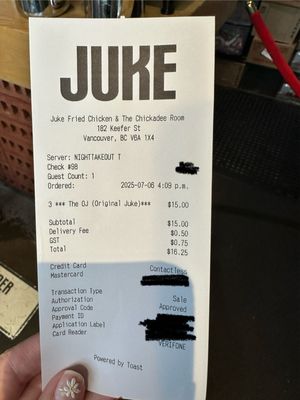 JUKE
Juke Fried Chicken & The Chickadee Room
182 Keefer St
Vancouver, BC V6A 1X4
Server: NIGHTTAKEOUT T
Check #98
Guest Count: 1
Ordered: 2025-07-06 4:09 p.m.
3 *** The OJ (Original Juke)*** $15.00
Subtotal $15.00
Delivery Fee $0.50
GST $0.75
Total $16.25
Credit Card Contactless
Mastercard
Transaction Type Sale
Authorization Approved
Approval Code
Payment ID
Application Label
Card Reader VERIFONE
Powered by Toast